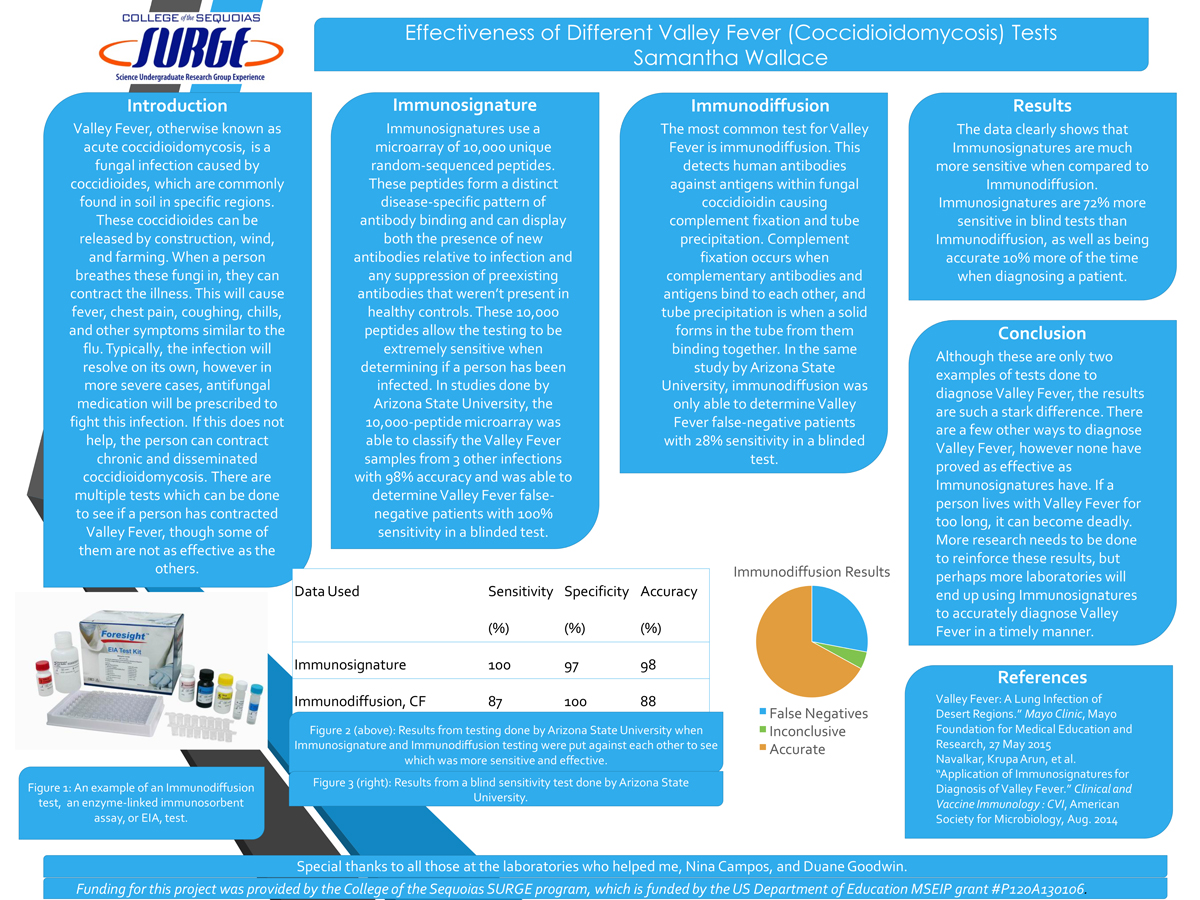 COLLEGE of the SEQUOIAS
SURGE
Science Undergraduate Research Group Experience
Effectiveness of Different Valley Fever (Coccidioidomycosis) Tests
Samantha Wallace
Introduction
Valley Fever, otherwise known as
acute coccidioidomycosis, is a
fungal infection caused by
coccidioides, which are commonly
found in soil in specific regions.
These coccidioides can be
released by construction, wind,
and farming. When a person
breathes these fungi in, they can
contract the illness. This will cause
fever, chest pain, coughing, chills,
and other symptoms similar to the
flu. Typically, the infection will
resolve on its own, however in
more severe cases, antifungal
medication will be prescribed to
fight this infection. If this does not
help, the person can contract
chronic and disseminated
coccidioidomycosis. There are
multiple tests which can be done
to see if a person has contracted
Valley Fever, though some of
them are not as effective as the
others.
Immunosignature
Immunosignatures use a
microarray of 10,000 unique
random-sequenced peptides.
These peptides form a distinct
disease-specific pattern of
antibody binding and can display
both the presence of new
antibodies relative to infection and
any suppression of preexisting
antibodies that weren't present in
healthy controls. These 10,000
peptides allow the testing to be
extremely sensitive when
determining if a person has been
infected. In studies done by
Arizona State University, the
10,000-peptide microarray was
able to classify the Valley Fever
samples from 3 other infections
with 98% accuracy and was able to
determine Valley Fever false-
negative patients with 100%
sensitivity in a blinded test.
Immunodiffusion
The most common test for Valley
Fever is immunodiffusion. This
detects human antibodies
against antigens within fungal
coccidioidin causing
complement fixation and tube
precipitation. Complement
fixation occurs when
complementary antibodies and
antigens bind to each other, and
tube precipitation is when a solid
forms in the tube from them
binding together. In the same
study by Arizona State
University, immunodiffusion was
only able to determine Valley
Fever false-negative patients
with 28% sensitivity in a blinded
test.
Results
The data clearly shows that
Immunosignatures are much
more sensitive when compared to
Immunodiffusion.
Immunosignatures are 72% more
sensitive in blind tests than
Immunodiffusion, as well as being
accurate 10% more of the time
when diagnosing a patient.
Conclusion
Although these are only two
examples of tests done to
diagnose Valley Fever, the results
are such a stark difference. There
are a few other ways to diagnose
Valley Fever, however none have
proved as effective as
Immunosignatures have. If a
person lives with Valley Fever for
too long, it can become deadly.
More research needs to be done
to reinforce these results, but
perhaps more laboratories will
end up using Immunosignatures
to accurately diagnose Valley
Fever in a timely manner.
Foresight™
EIA Test Kit
Figure 1: An example of an Immunodiffusion
test, an enzyme-linked immunosorbent
assay, or EIA, test.
Data Used Sensitivity Specificity Accuracy
(%) (%) (%)
Immunosignature 100 97 98
Immunodiffusion, CF 87 100 88
Figure 2 (above): Results from testing done by Arizona State University when
Immunosignature and Immunodiffusion testing were put against each other to see
which was more sensitive and effective.
Figure 3 (right): Results from a blind sensitivity test done by Arizona State
University.
Immunodiffusion Results
False Negatives
Inconclusive
Accurate
References
Valley Fever: A Lung Infection of
Desert Regions." Mayo Clinic, Mayo
Foundation for Medical Education and
Research, 27 May 2015
Navalkar, Krupa Arun, et al.
"Application of Immunosignatures for
Diagnosis of Valley Fever." Clinical and
Vaccine Immunology : CVI, American
Society for Microbiology, Aug. 2014
Special thanks to all those at the laboratories who helped me, Nina Campos, and Duane Goodwin.
Funding for this project was provided by the College of the Sequoias SURGE program, which is funded by the US Department of Education MSEIP grant #P120A130106.